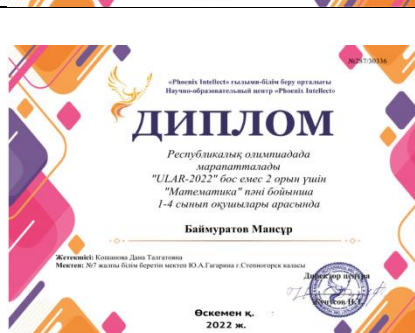 №287/30336
«Phoenix Intellect» ғылыми-білім беру орталығы
Научно-образовательный центр «Phoenix Intellect»
ДИПЛОМ
Республикалық олимпиадада
марапатталады
"ULAR-2022" бос емес 2 орын үшін
"Математика" пәні бойынша
1-4 сынып оқушылары арасында
Баймуратов Мансұр
Жетекшісі: Кошанова Дана Талгатовна
Мектеп: №7 жалпы білім беретін мектеп Ю.А.Гагарина г.Степногорск қаласы
Директор центра
Өскемен қ.
2022 ж.